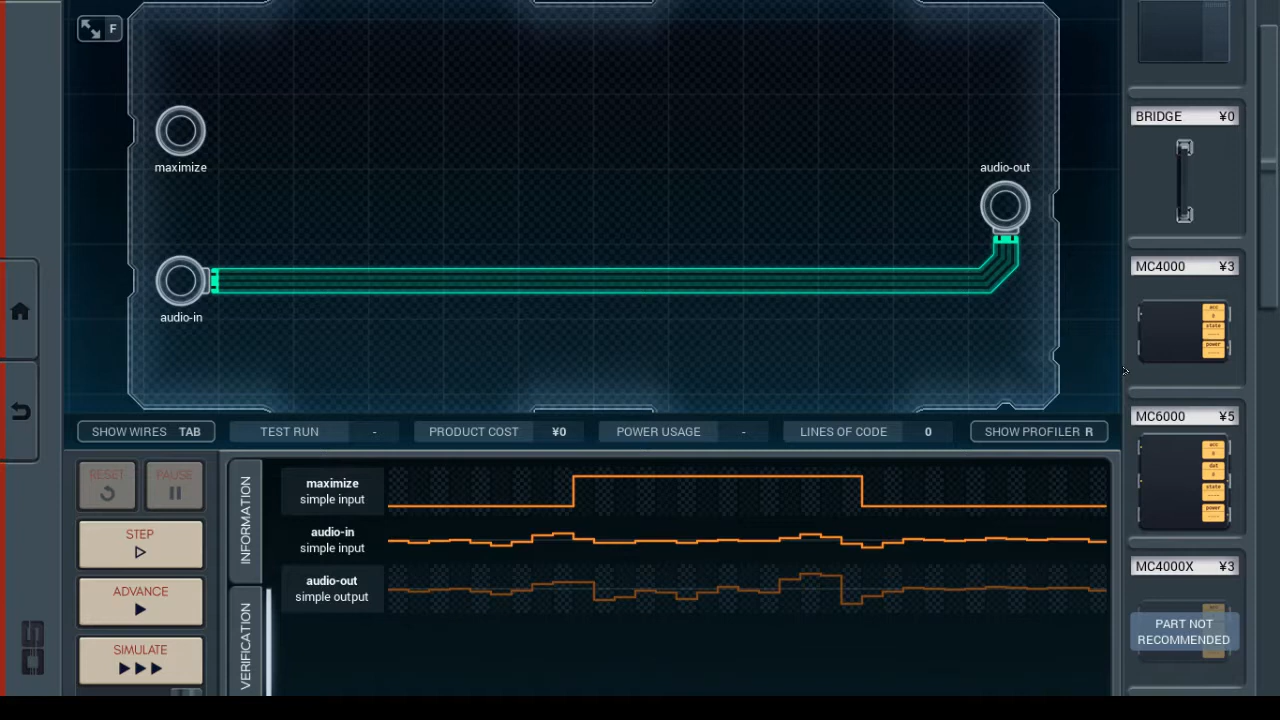 F
maximize
audio-in
audio-out
BRIDGE ¥0
MC4000 ¥3
MC6000 ¥5
MC4000X ¥3
PART NOT
RECOMMENDED
SHOW WIRES TAB
TEST RUN -
PRODUCT COST ¥0
POWER USAGE -
LINES OF CODE 0
SHOW PROFILER R
RESET
PAUSE
STEP
ADVANCE
SIMULATE
INFORMATION
VERIFICATION
maximize
simple input
audio-in
simple input
audio-out
simple output